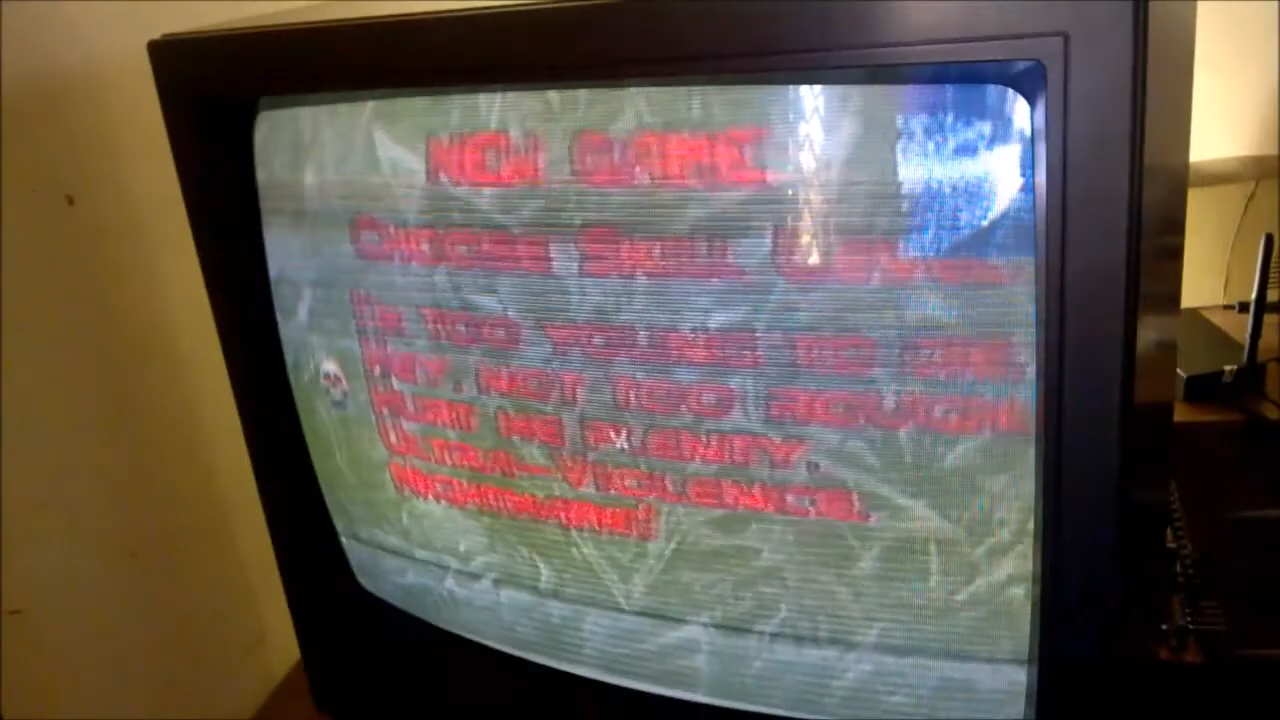 NEW GAME
CHOOSE SKILL LEVEL
I'M TOO YOUNG TO DIE
HEY, NOT TOO ROUGH
HURT ME PLENTY.
ULTRA-VIOLENCE.
NIGHTMARE!